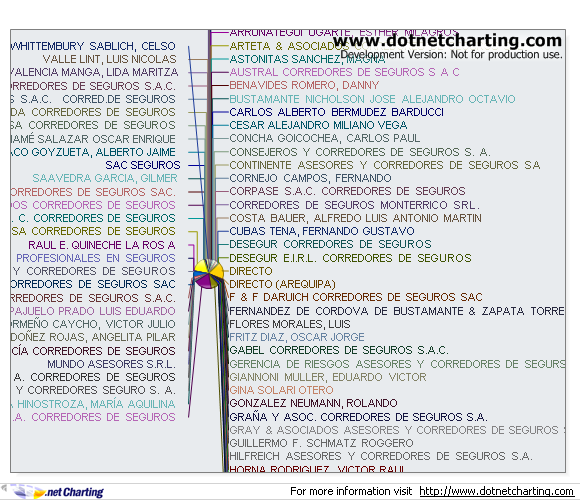 ARRUNATEGUI UGARTE, ESTHER MILAGROS
www.dotnetcharting.com
Development Version: Not for production use.
WHITTEMBURY SABLICH, CELSO
ARTETA & ASOCIADOS
VALLE LINT, LUIS NICOLAS
ASTONITAS SANCHEZ, MAGNA
VALENCIA MANGA, LIDA MARITZA
AUSTRAL CORREDORES DE SEGUROS S A C
ORREDORES DE SEGUROS S.A.C.
BENAVIDES ROMERO, DANNY
S S.A.C. CORRED.DE SEGUROS
BUSTAMANTE NICHOLSON JOSE ALEJANDRO OCTAVIO
DA CORREDORES DE SEGUROS
CARLOS ALBERTO BERMUDEZ BARDUCCI
SA CORREDORES DE SEGUROS
CESAR ALEJANDRO MILIANO VEGA
JAMÉ SALAZAR OSCAR ENRIQUE
CONCHA GOICOCHEA, CARLOS PAUL
ACO GOYZUETA, ALBERTO JAIME
CONSEJEROS Y CORREDORES DE SEGUROS S. A.
SAC SEGUROS
CONTINENTE ASESORES Y CORREDORES DE SEGUROS SA
SAAVEDRA GARCIA, GILMER
CORNEJO CAMPOS, FERNANDO
CORREDORES DE SEGUROS SAC.
CORPASE S.A.C. CORREDORES DE SEGUROS
DOS CORREDORES DE SEGUROS
CORREDORES DE SEGUROS MONTERRICO SRL.
. C. CORREDORES DE SEGUROS
COSTA BAUER, ALFREDO LUIS ANTONIO MARTIN
SA CORREDORES DE SEGUROS
CUBAS TENA, FERNANDO GUSTAVO
RAUL E. QUINECHE LA ROS A
DESEGUR CORREDORES DE SEGUROS
PROFESIONALES EN SEGUROS
DESEGUR E.I.R.L. CORREDORES DE SEGUROS
Y CORREDORES DE SEGUROS S. A.
DIRECTO
ORREDORES DE SEGUROS SAC
DIRECTO (AREQUIPA)
ORREDORES DE SEGUROS S.A.C.
F & F DARUICH CORREDORES DE SEGUROS SAC
PAJUELO PRADO LUIS EDUARDO
FERNANDEZ DE CORDOVA DE BUSTAMANTE & ZAPATA TORRE
ORMEÑO CAYCHO, VICTOR JULIO
FLORES MORALES, LUIS
DOÑEZ ROJAS, ANGELITA PILAR
FRITZ DIAZ, OSCAR JORGE
CÍA CORREDORES DE SEGUROS
GABEL CORREDORES DE SEGUROS S.A.C.
MUNDO ASESORES S.R.L.
GERENCIA DE RIESGOS ASESORES Y CORREDORES DE SEGURS
.A. CORREDORES DE SEGUROS
GIANNONI MULLER, EDUARDO VICTOR
Y CORREDORES DE SEGURO S. A.
GINA SOLARI OTERO
A HINOSTROZA, MARÍA AQUILINA
GONZALEZ NEUMANN, ROLANDO
.A. CORREDORES DE SEGUROS
GRAÑA Y ASOC. CORREDORES DE SEGUROS S.A.
GRAY & ASOCIADOS ASESORES Y CORREDORES DE SEGUROS S
GUILLERMO F. SCHMATZ ROGGERO
HILFREICH ASESORES Y CORREDORES DE SEGUROS S.A.
HORNA RODRIGUEZ, VICTOR RAUL
.net Charting
For more information visit http://www.dotnetcharting.com